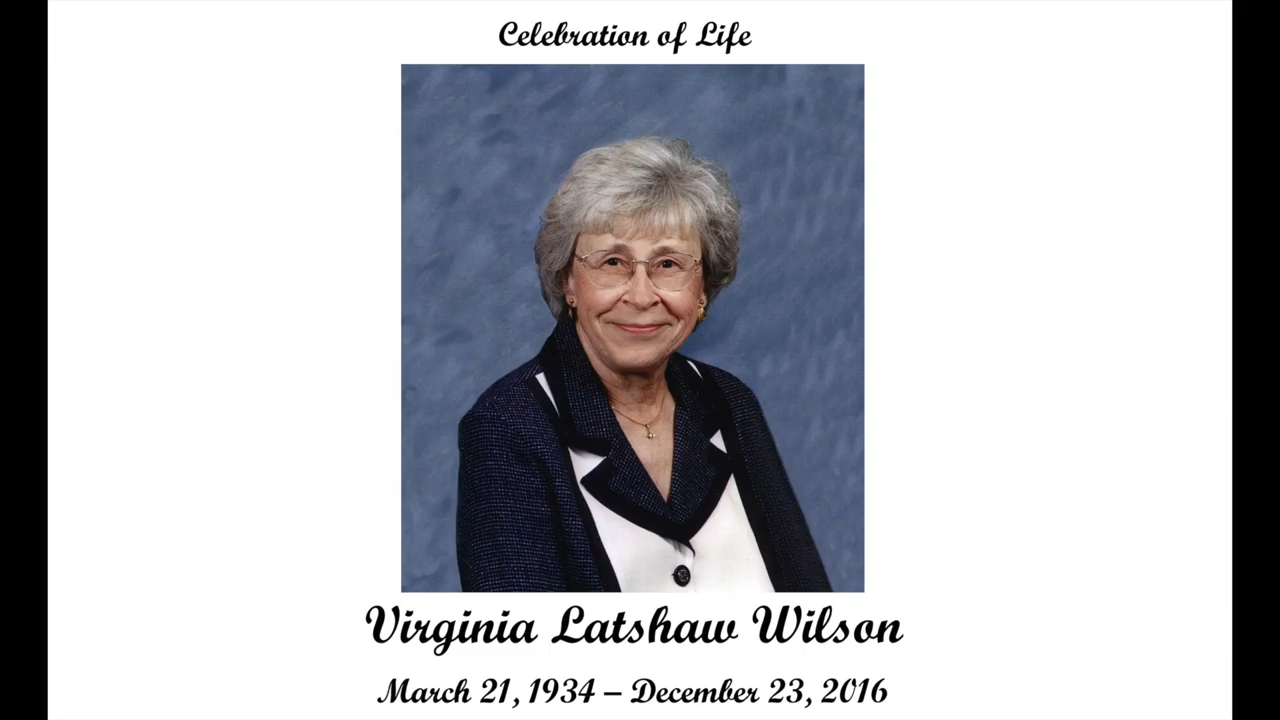 Celebration of Life
Virginia Latshaw Wilson
March 21, 1934 – December 23, 2016